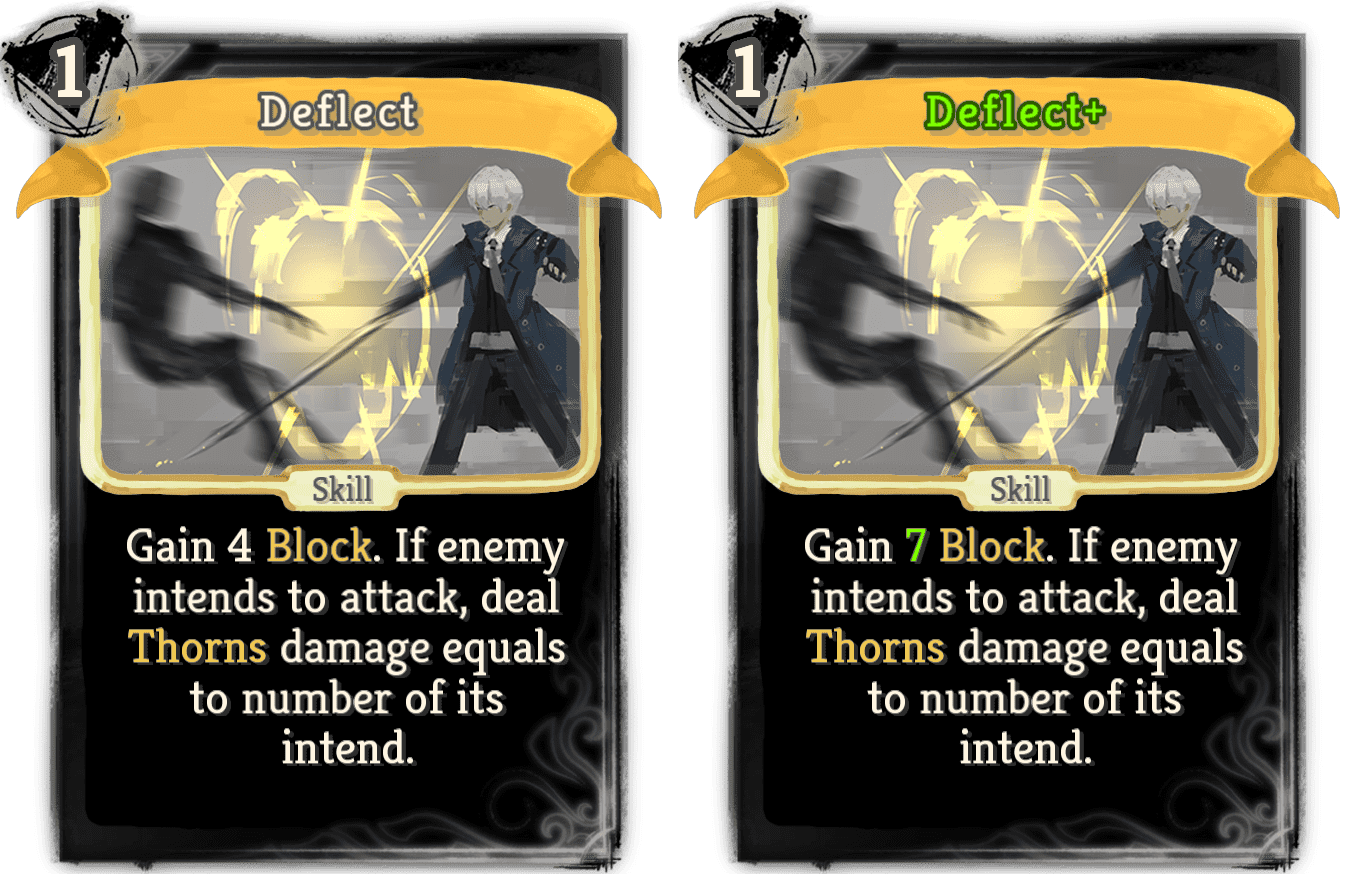 1
Deflect
Skill
Gain 4 Block. If enemy
intends to attack, deal
Thorns damage equals
to number of its
intend.
1
Deflect+
Skill
Gain 7 Block. If enemy
intends to attack, deal
Thorns damage equals
to number of its
intend.